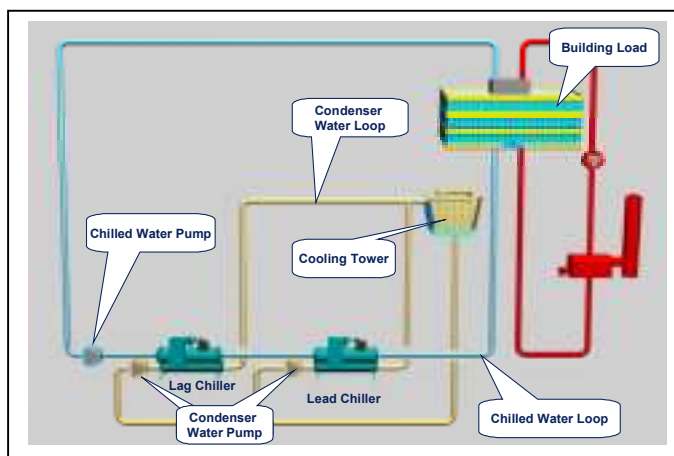 Building Load
Condenser
Water Loop
Chilled Water Pump
Cooling Tower
Lag Chiller
Lead Chiller
Condenser
Water Pump
Chilled Water Loop